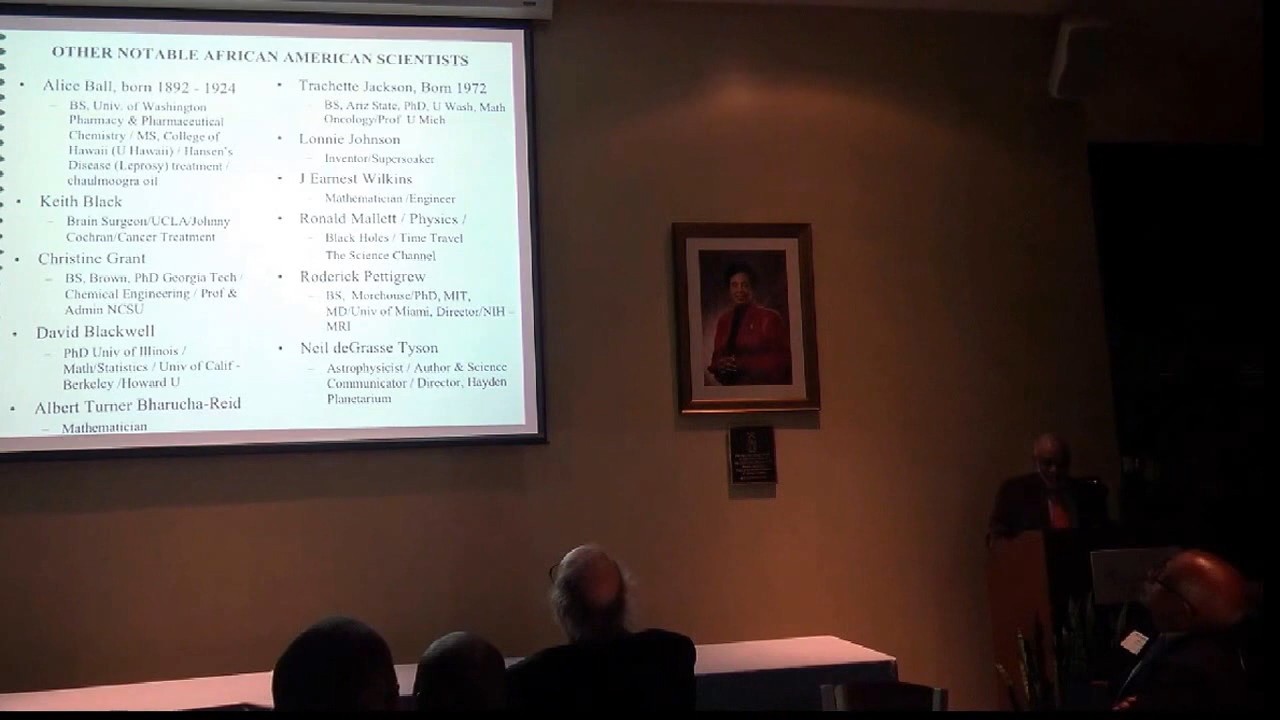 OTHER NOTABLE AFRICAN AMERICAN SCIENTISTS
• Alice Ball, born 1892 - 1924
– BS, Univ. of Washington
Pharmacy & Pharmaceutical
Chemistry / MS, College of
Hawaii (U Hawaii) / Hansen's
Disease (Leprosy) treatment /
chaulmoogra oil
• Keith Black
– Brain Surgeon/UCLA/Johnny
Cochran/Cancer Treatment
• Christine Grant
– BS, Brown, PhD Georgia Tech /
Chemical Engineering / Prof &
Admin NCSU
• David Blackwell
– PhD Univ of Illinois /
Math/Statistics / Univ of Calif -
Berkeley /Howard U
• Albert Turner Bharucha-Reid
– Mathematician
• Trachette Jackson, Born 1972
– BS, Ariz State, PhD, U Wash, Math
Oncology/Prof U Mich
• Lonnie Johnson
– Inventor/Supersoaker
• J Earnest Wilkins
– Mathematician /Engineer
• Ronald Mallett / Physics /
– Black Holes / Time Travel
The Science Channel
• Roderick Pettigrew
– BS, Morehouse/PhD, MIT,
MD/Univ of Miami, Director/NIH –
MRI
• Neil deGrasse Tyson
– Astrophysicist / Author & Science
Communicator / Director, Hayden
Planetarium